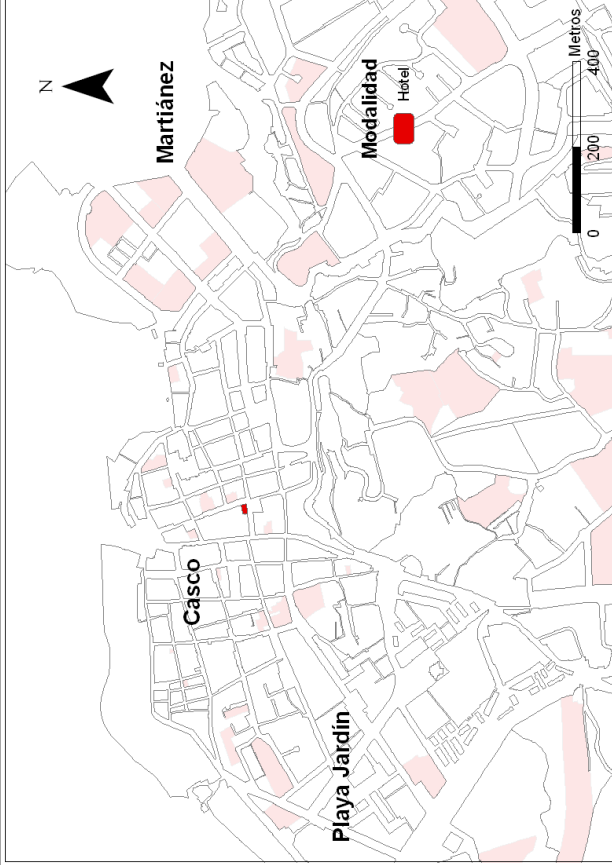 N
Martiánez
Casco
Playa Jardín
Modalidad
Hotel
0 200 400
Metros